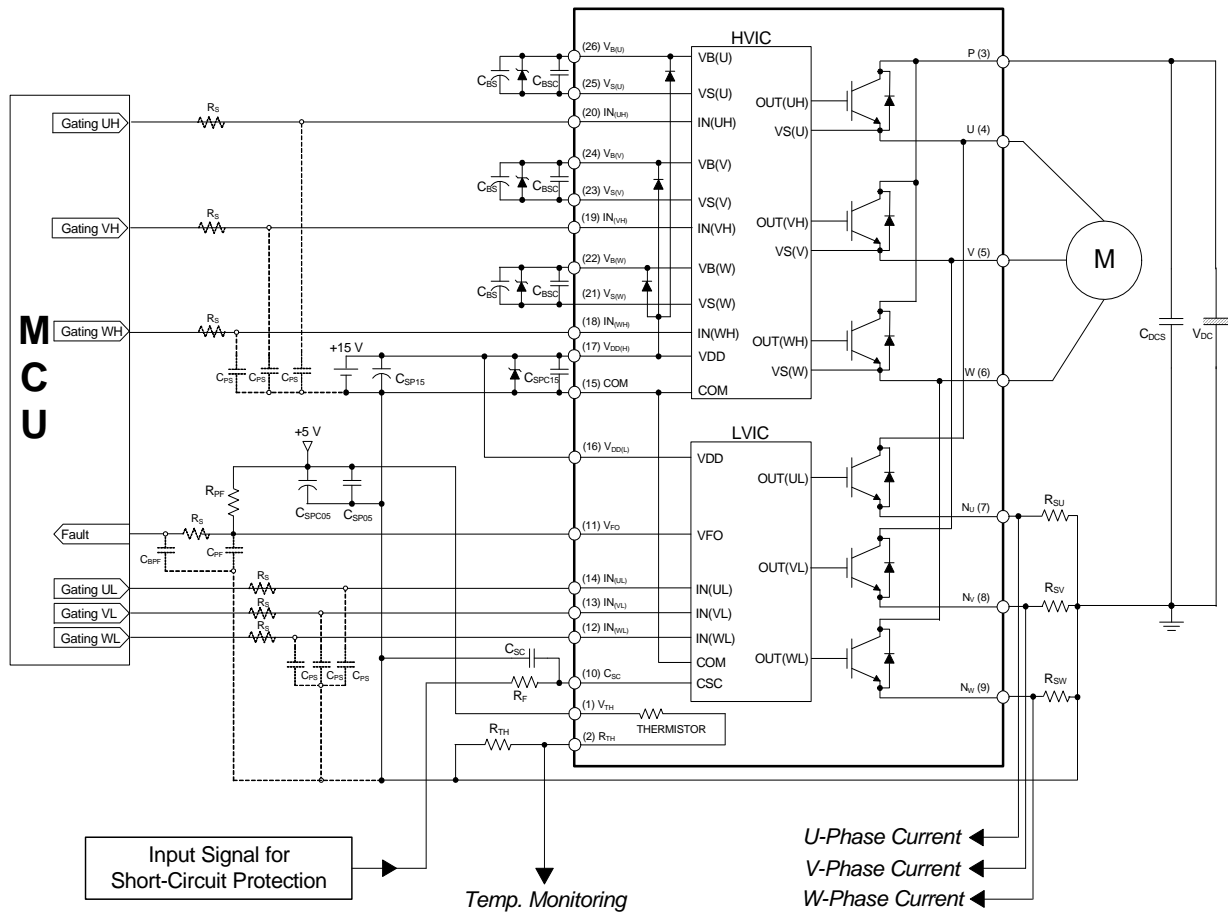 HVIC
(26) VB(U)
VB(U)
P (3)
CBS
CBSC
(25) VS(U)
VS(U)
OUT(UH)
Gating UH
RS
(20) IN(UH)
IN(UH)
VS(U)
U (4)
(24) VB(V)
VB(V)
CBS
CBSC
(23) VS(V)
VS(V)
Gating VH
RS
(19) IN(VH)
IN(VH)
OUT(VH)
VS(V)
V (5)
M
(22) VB(W)
VB(W)
CBS
CBSC
(21) VS(W)
VS(W)
MCU
Gating WH
RS
(18) IN(WH)
IN(WH)
OUT(WH)
CDCS
VDC
+15 V
(17) VDD(H)
VDD
CPS
CPS
CPS
CSP15
CSPC15
VS(W)
W (6)
(15) COM
COM
LVIC
+5 V
(16) VDD(L)
VDD
OUT(UL)
RPF
CSPC05
CSP05
NU (7)
RSU
Fault
RS
(11) VFO
VFO
CBPF
CPF
OUT(VL)
Gating UL
RS
(14) IN(UL)
IN(UL)
Gating VL
RS
(13) IN(VL)
IN(VL)
NV (8)
RSV
Gating WL
RS
(12) IN(WL)
IN(WL)
CPS
CPS
CPS
CSC
COM
OUT(WL)
RF
(10) CSC
CSC
NW (9)
RSW
(1) VTH
THERMISTOR
RTH
(2) RTH
Input Signal for
Short-Circuit Protection
Temp. Monitoring
U-Phase Current
V-Phase Current
W-Phase Current